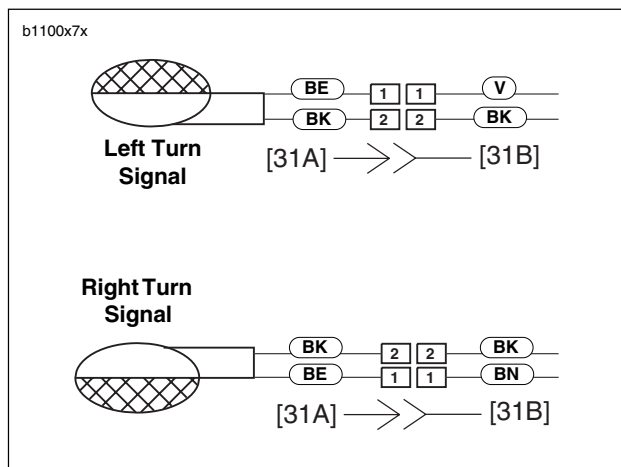 b1100x7x
BE 1 1 V
BK 2 2 BK
Left Turn
Signal
[31A] [31B]
Right Turn
Signal
BK 2 2 BK
BE 1 1 BN
[31A] [31B]